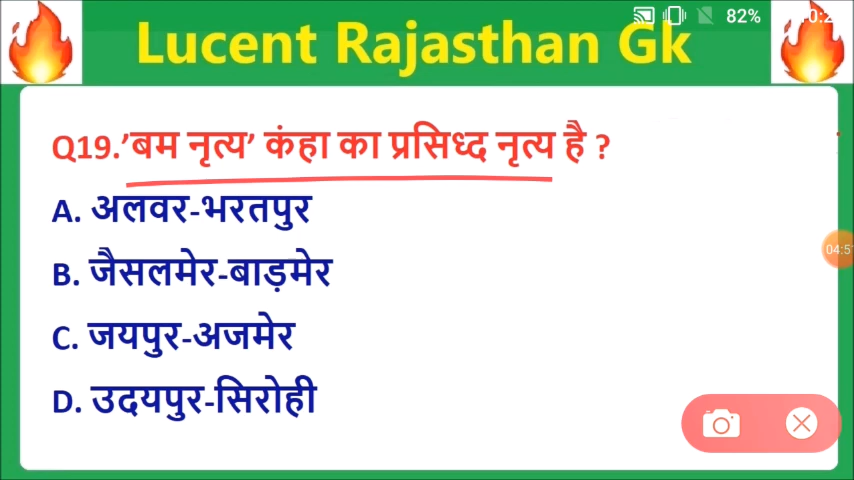 82%
Lucent Rajasthan Gk
Q19.’बम नृत्य’ कंहा का प्रसिध्द नृत्य है ?
A. अलवर-भरतपुर
B. जैसलमेर-बाड़मेर
C. जयपुर-अजमेर
D. उदयपुर-सिरोही